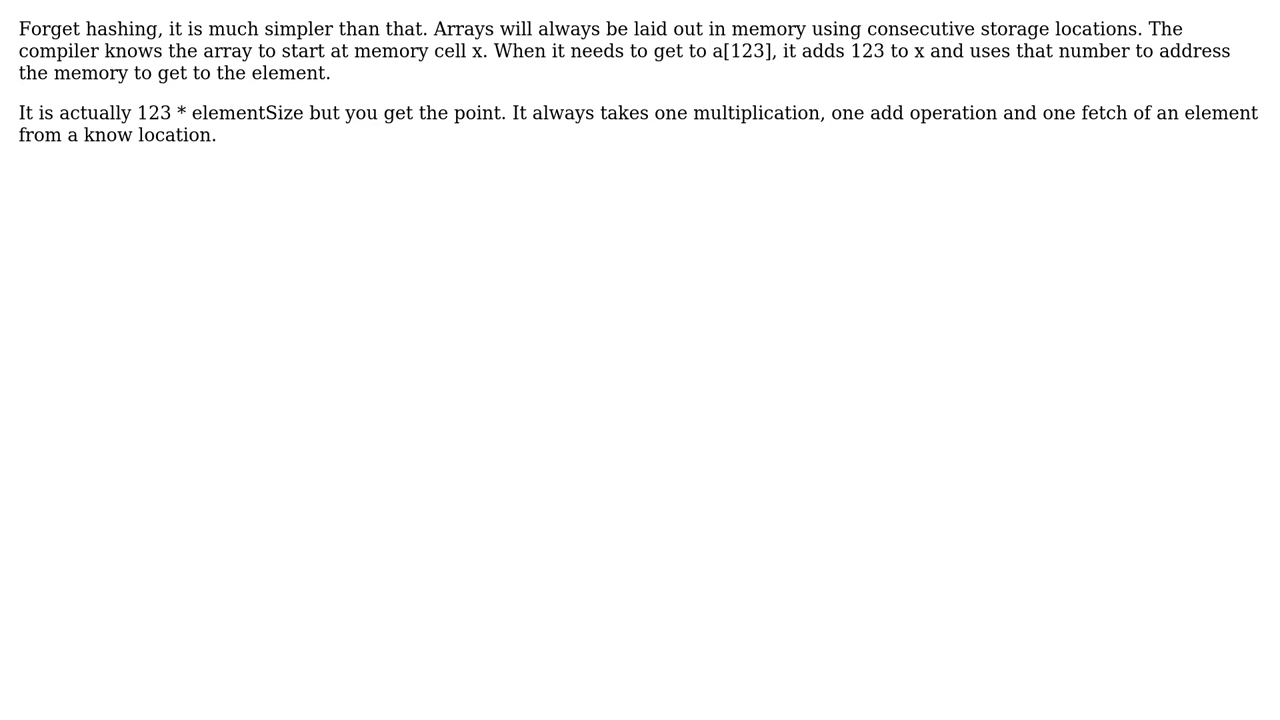 Forget hashing, it is much simpler than that. Arrays will always be laid out in memory using consecutive storage locations. The
compiler knows the array to start at memory cell x. When it needs to get to a[123], it adds 123 to x and uses that number to address
the memory to get to the element.
It is actually 123 * elementSize but you get the point. It always takes one multiplication, one add operation and one fetch of an element
from a know location.